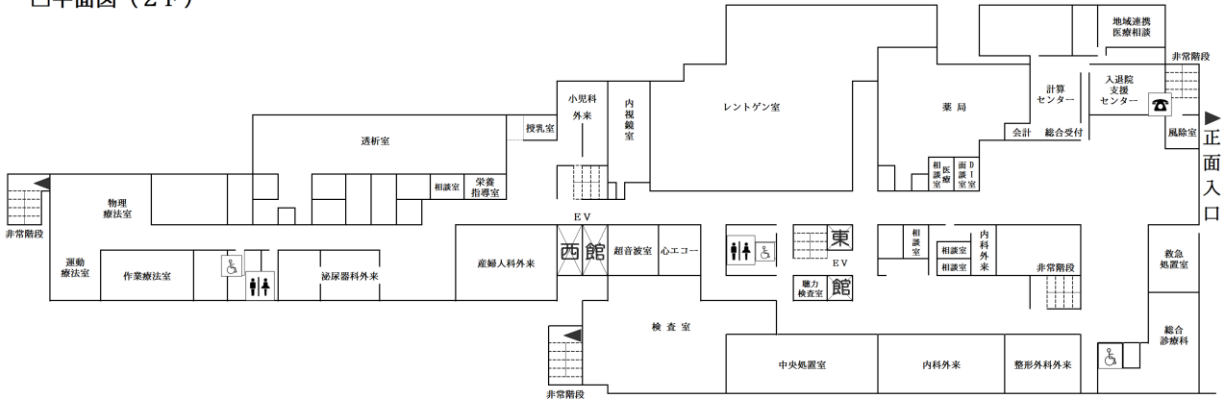 □平面図（２Ｆ）
地域連携
医療相談
非常階段
計算
センター
入退院
支援
センター
薬局
レントゲン室
小児科
外来
内視鏡室
授乳室
透析室
会計
総合受付
風除室
正面入口
相談室
医療
面談室
DI室
相談室
栄養
指導室
物理
療法室
非常階段
EV
西館
超音波室
心エコー
東館
EV
聴力
検査室
相談室
相談室
相談室
内科外来
非常階段
救急
処置室
運動
療法室
作業療法室
泌尿器科外来
産婦人科外来
検査室
中央処置室
内科外来
整形外科外来
総合
診療科
非常階段